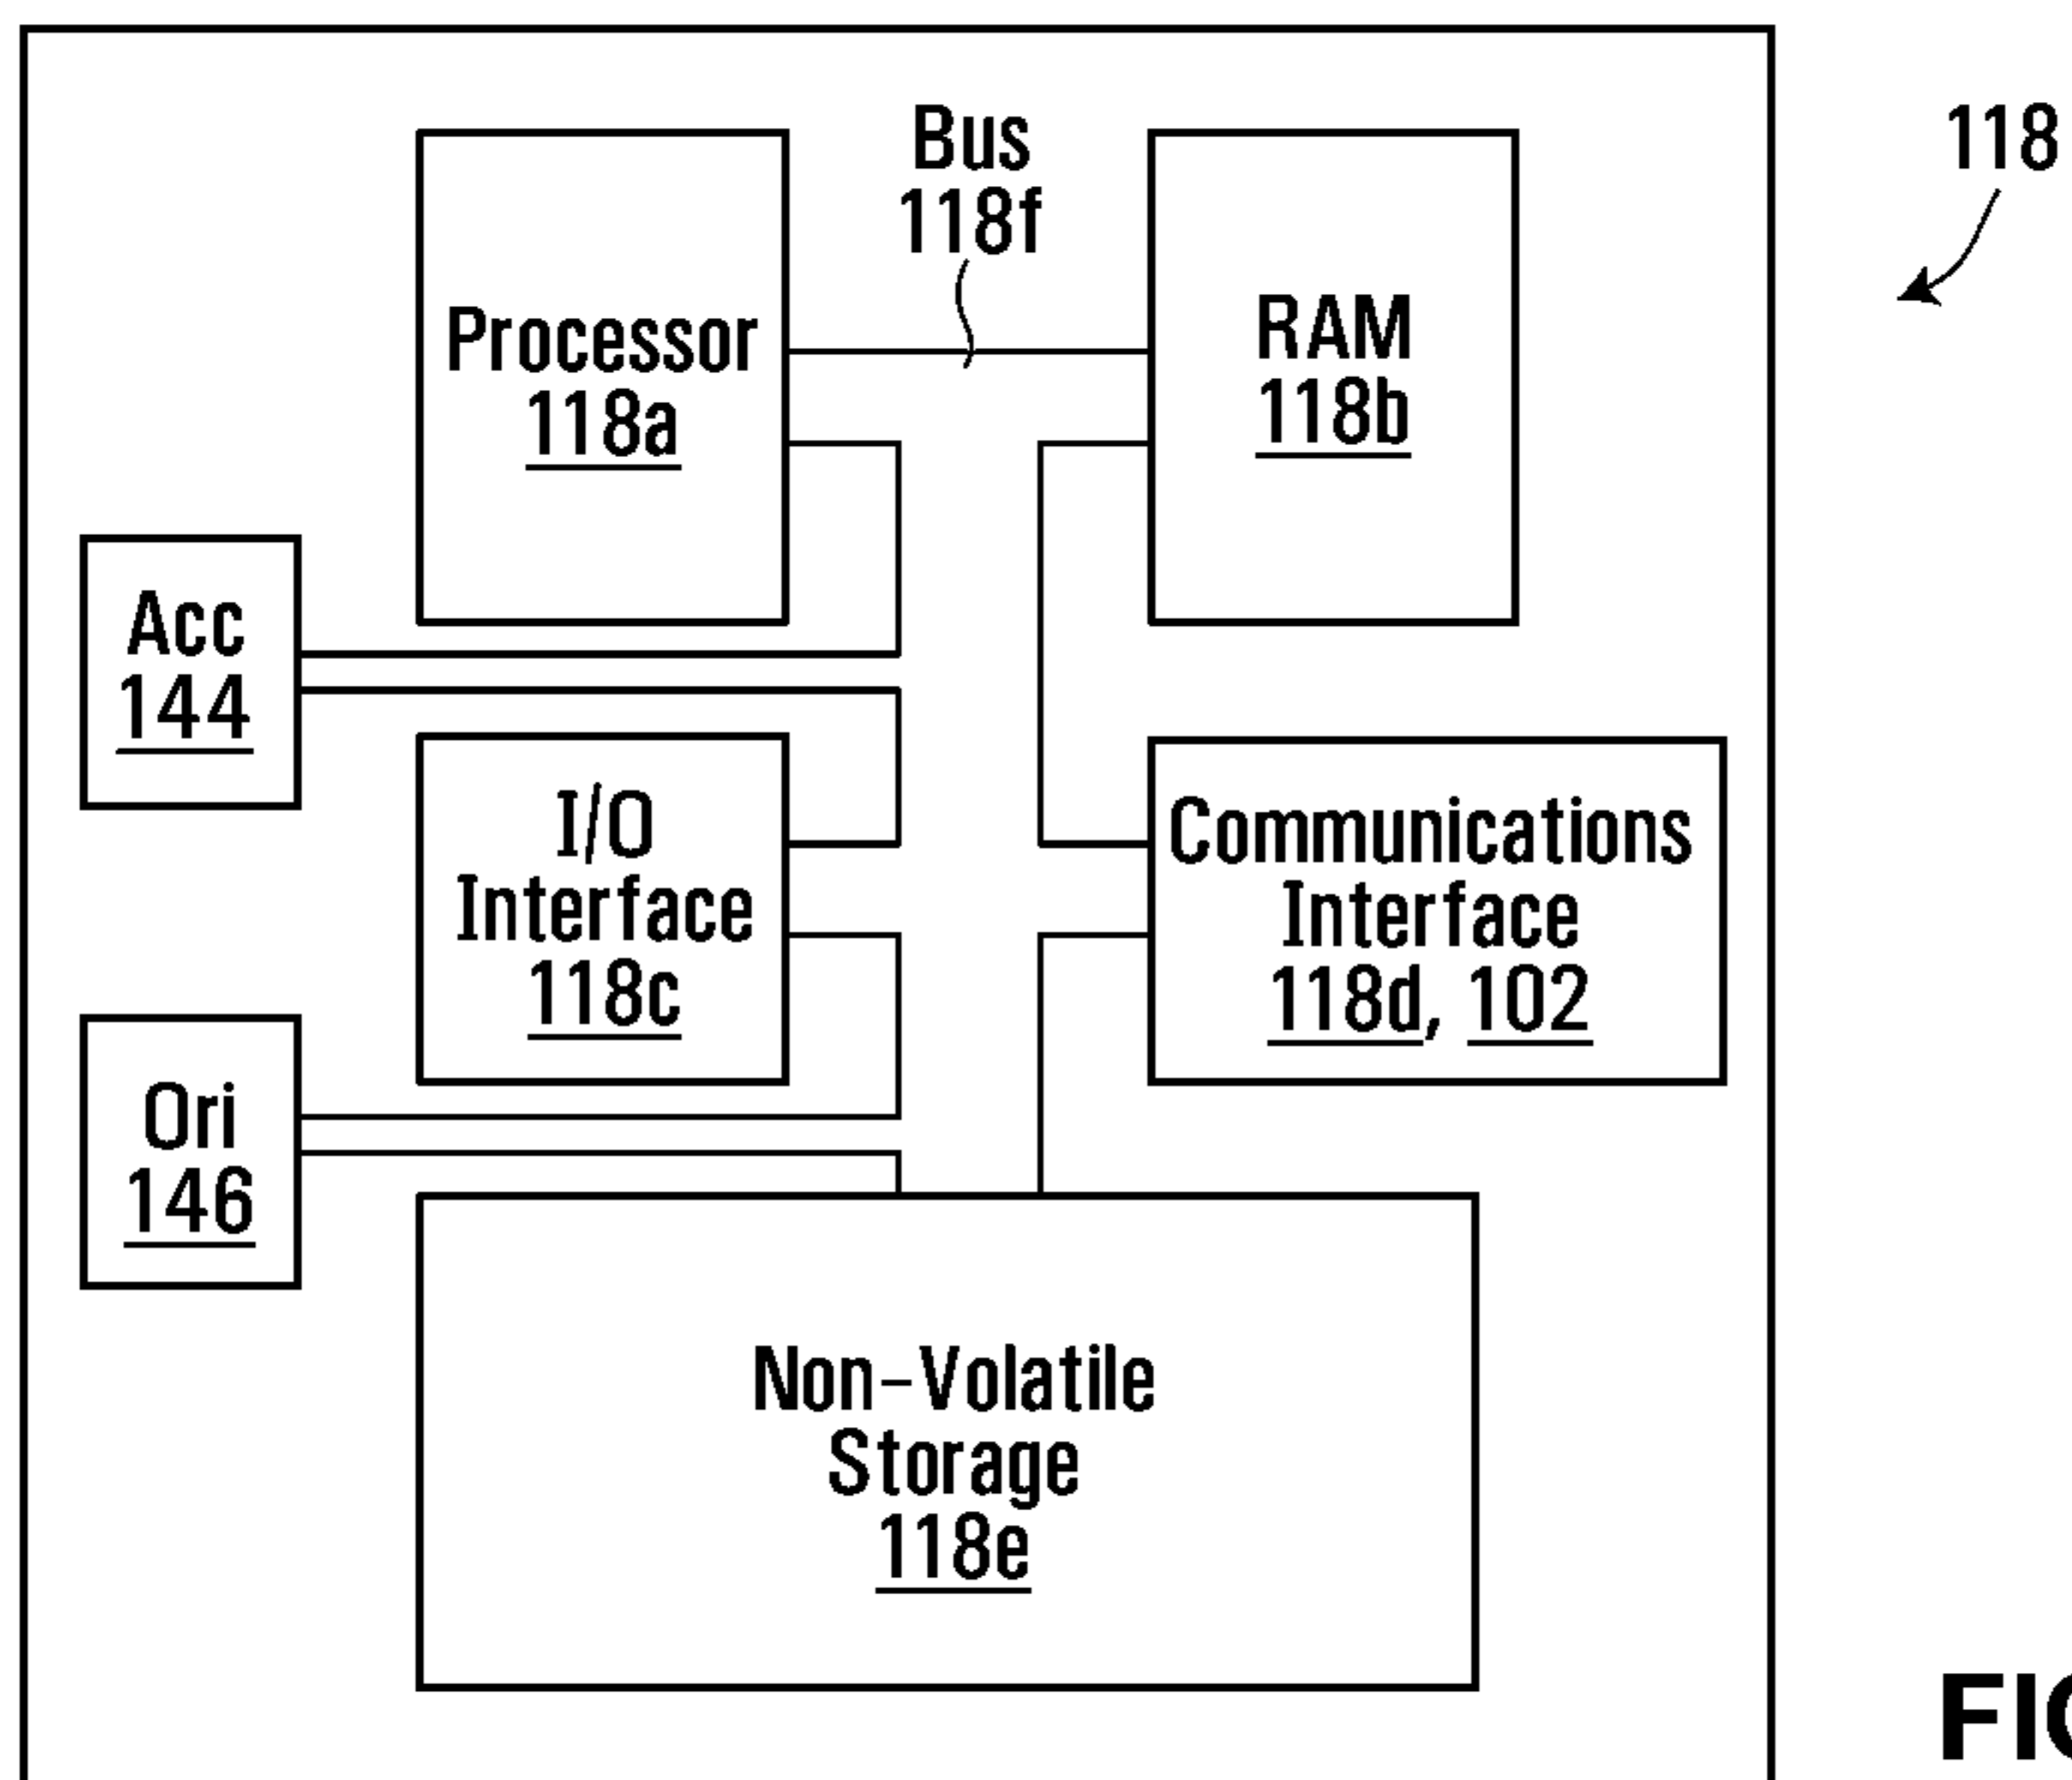 Bus
118f
118
Processor
118a
RAM
118b
Acc
144
I/O
Interface
118c
Communications
Interface
118d, 102
Ori
146
Non-Volatile
Storage
118e